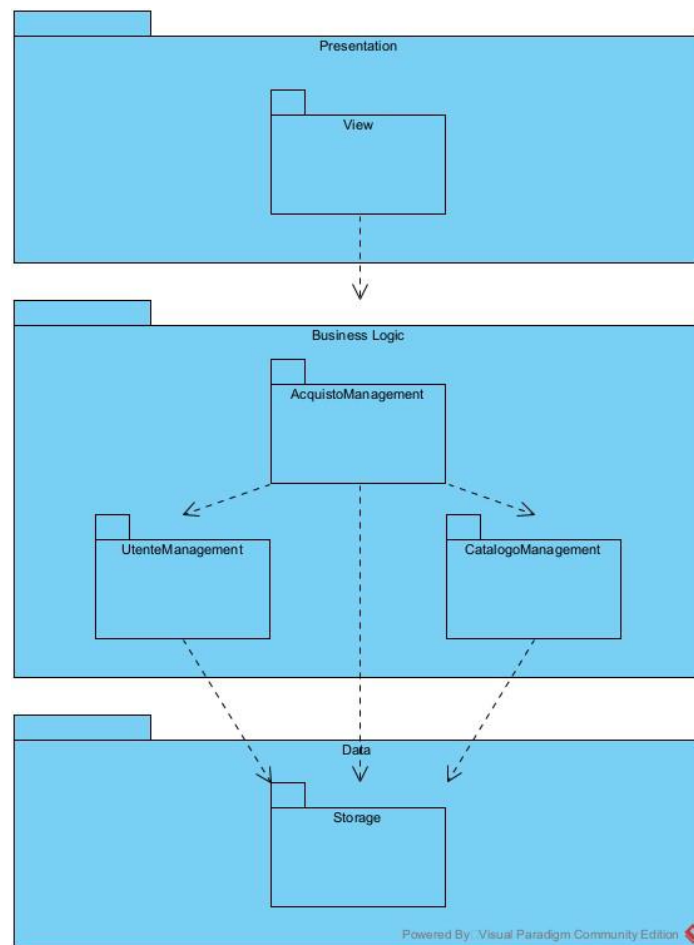 Presentation
View
Business Logic
AcquistoManagement
UtenteManagement
CatalogoManagement
Data
Storage
Powered By Visual Paradigm Community Edition